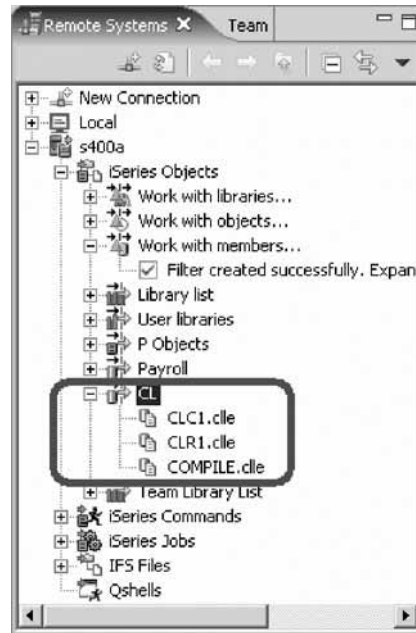 Remote Systems Team
New Connection
Local
s400a
iSeries Objects
Work with libraries...
Work with objects...
Work with members...
Filter created successfully. Expan
Library list
User libraries
P Objects
Payroll
CL
CLC1.clle
CLR1.clle
COMPILE.clle
Team Library List
iSeries Commands
iSeries Jobs
IFS Files
Qshells